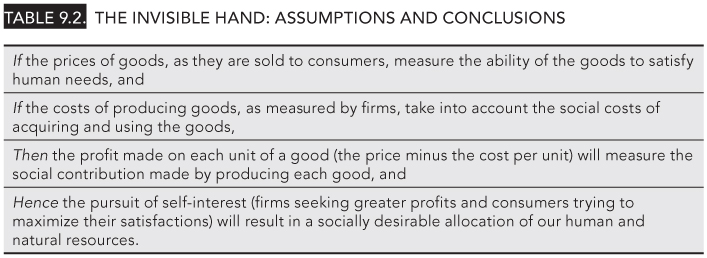 TABLE 9.2. THE INVISIBLE HAND: ASSUMPTIONS AND CONCLUSIONS
If the prices of goods, as they are sold to consumers, measure the ability of the goods to satisfy
human needs, and
If the costs of producing goods, as measured by firms, take into account the social costs of
acquiring and using the goods,
Then the profit made on each unit of a good (the price minus the cost per unit) will measure the
social contribution made by producing each good, and
Hence the pursuit of self-interest (firms seeking greater profits and consumers trying to
maximize their satisfactions) will result in a socially desirable allocation of our human and
natural resources.